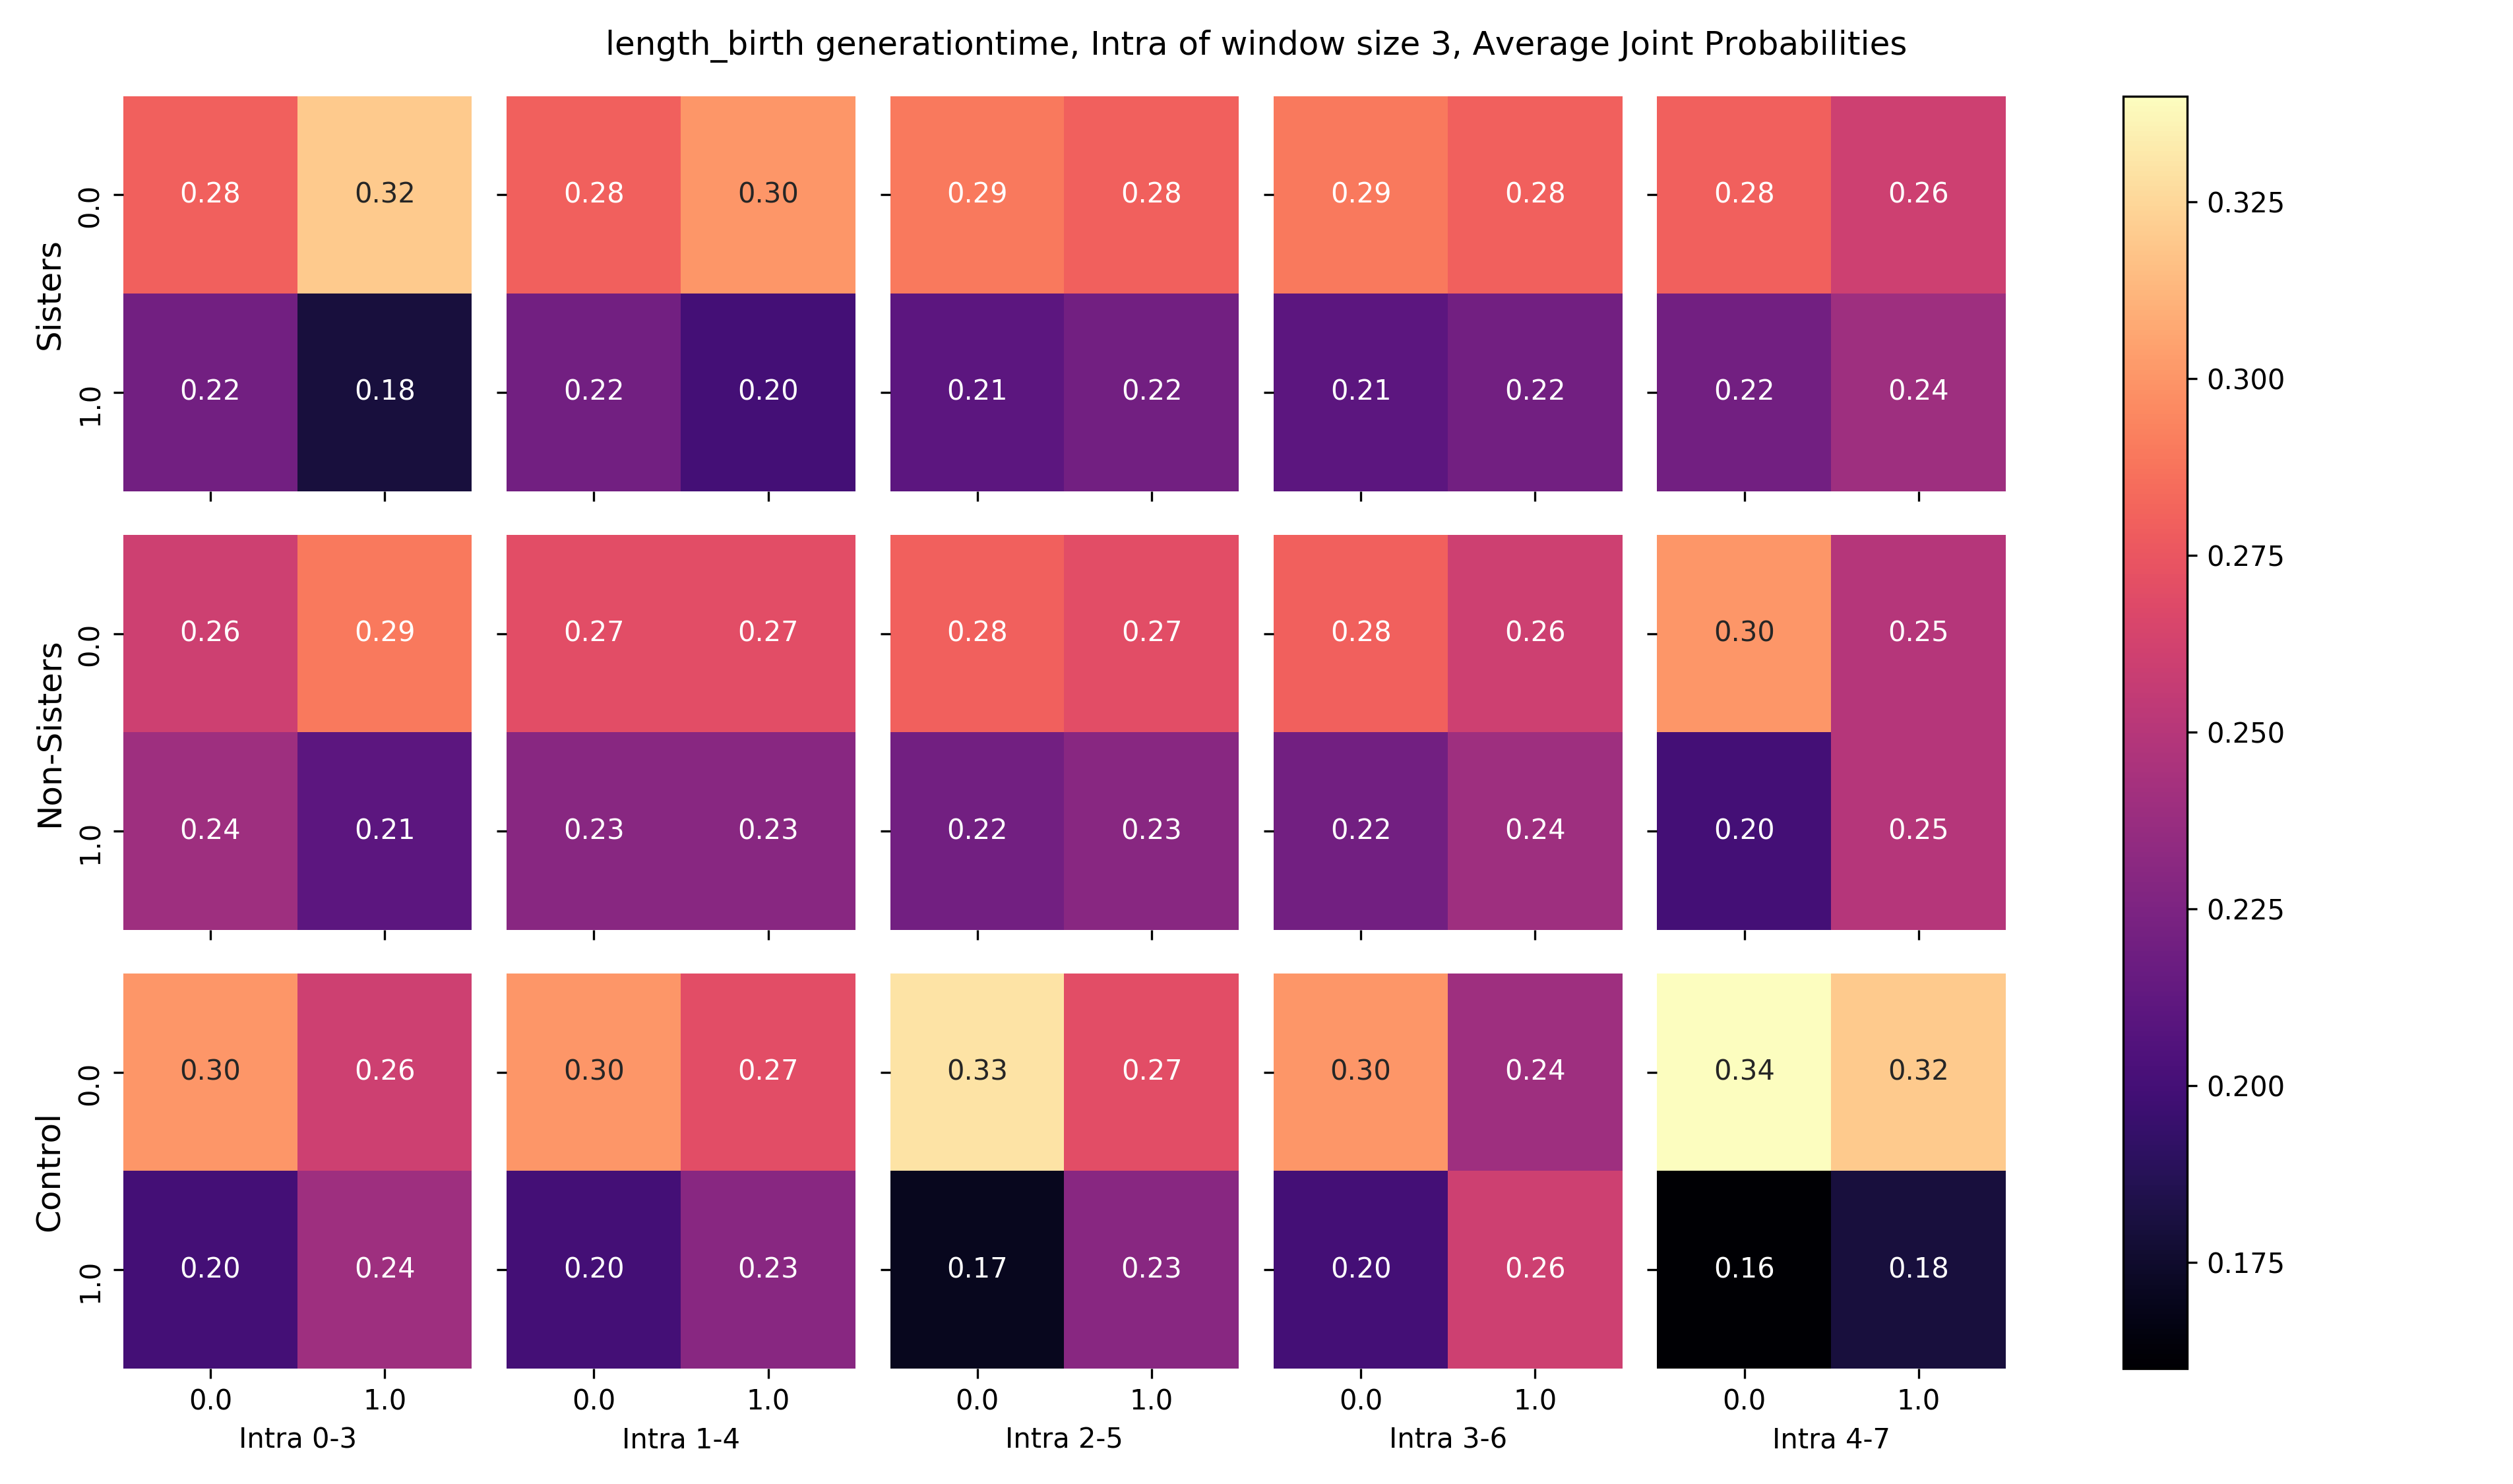 length_birth generationtime, Intra of window size 3, Average Joint Probabilities
Sisters
0.0
1.0
0.28 0.32 0.28 0.30 0.29 0.28 0.29 0.28 0.28 0.26
0.22 0.18 0.22 0.20 0.21 0.22 0.21 0.22 0.22 0.24
Non-Sisters
0.0
1.0
0.26 0.29 0.27 0.27 0.28 0.27 0.28 0.26 0.30 0.25
0.24 0.21 0.23 0.23 0.22 0.23 0.22 0.24 0.20 0.25
Control
0.0
1.0
0.30 0.26 0.30 0.27 0.33 0.27 0.30 0.24 0.34 0.32
0.20 0.24 0.20 0.23 0.17 0.23 0.20 0.26 0.16 0.18
0.0 1.0 0.0 1.0 0.0 1.0 0.0 1.0 0.0 1.0
Intra 0-3 Intra 1-4 Intra 2-5 Intra 3-6 Intra 4-7
0.325
0.300
0.275
0.250
0.225
0.200
0.175